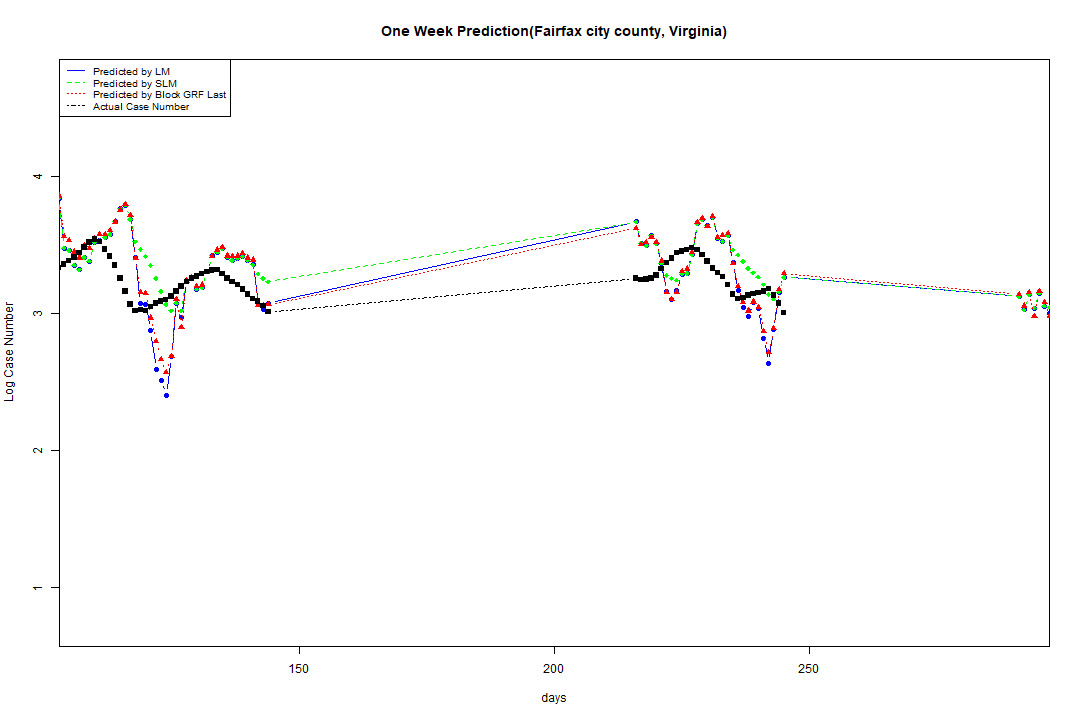 One Week Prediction(Fairfax city county, Virginia)
Predicted by LM
Predicted by SLM
Predicted by Block GRF Last
Actual Case Number
4
3
2
1
Log Case Number
150 200 250
days